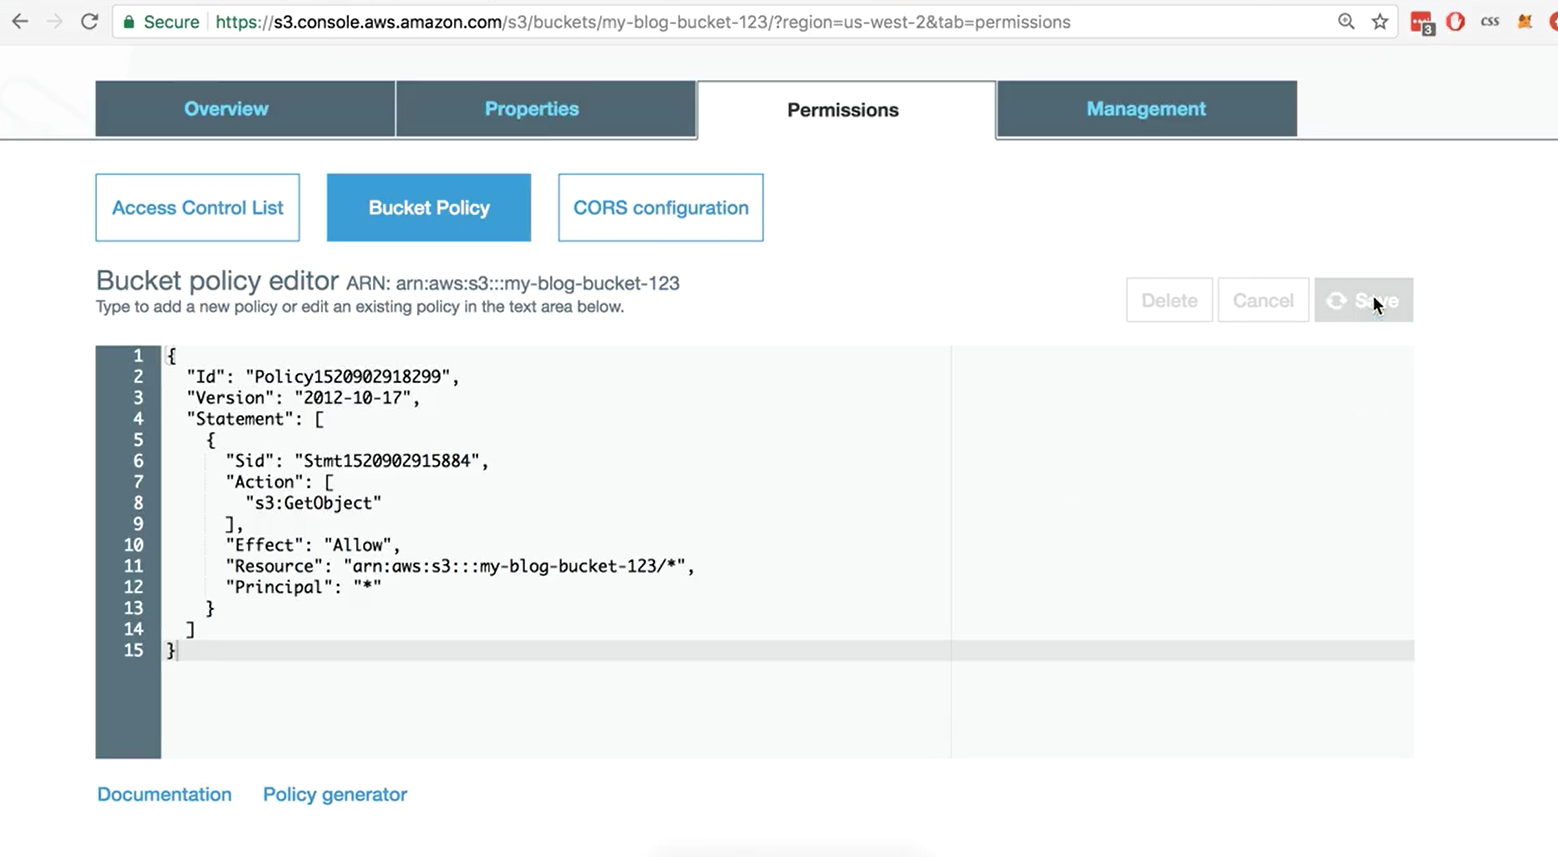 Secure https://s3.console.aws.amazon.com/s3/buckets/my-blog-bucket-123/?region=us-west-2&tab=permissions
3 CSS
Overview Properties Permissions Management
Access Control List Bucket Policy CORS configuration
Bucket policy editor ARN: arn:aws:s3:::my-blog-bucket-123
Type to add a new policy or edit an existing policy in the text area below.
Delete Cancel Save
1 {
2 "Id": "Policy1520902918299",
3 "Version": "2012-10-17",
4 "Statement": [
5 {
6 "Sid": "Stmt1520902915884",
7 "Action": [
8 "s3:GetObject"
9 ],
10 "Effect": "Allow",
11 "Resource": "arn:aws:s3:::my-blog-bucket-123/*",
12 "Principal": "*"
13 }
14 ]
15 }
Documentation Policy generator